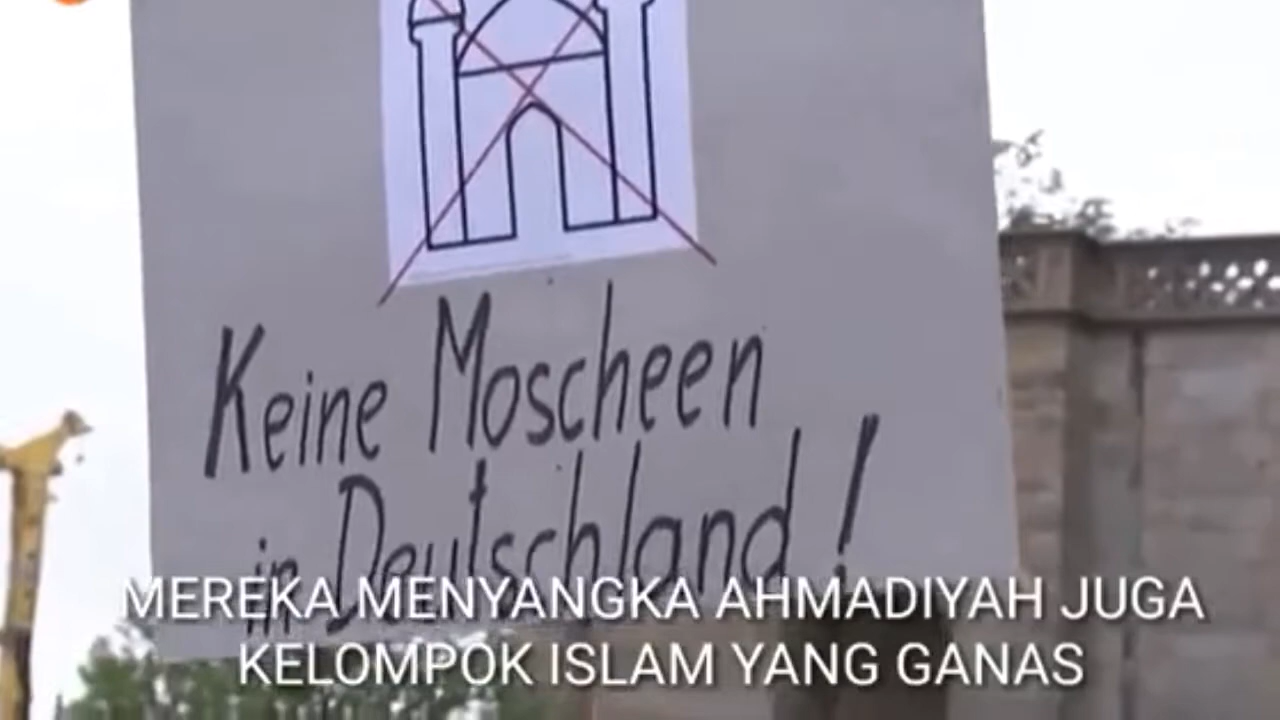 Keine Moscheen
in Deutschland!
MEREKA MENYANGKA AHMADIYAH JUGA
KELOMPOK ISLAM YANG GANAS